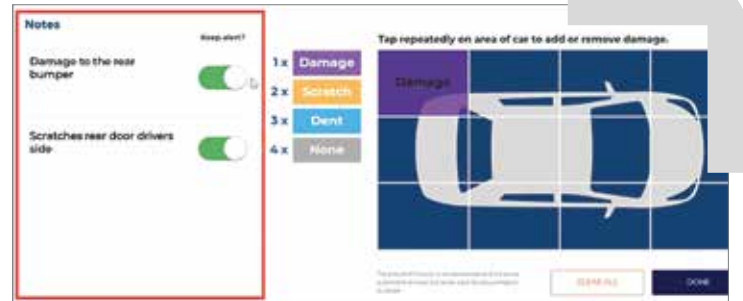 Notes
Keep alert?
Damage to the rear
bumper
Scratches rear door drivers
side
1 x Damage
2 x Scratch
3 x Dent
4 x None
Tap repeatedly on area of car to add or remove damage.
Damage
CLEAR ALL
DONE